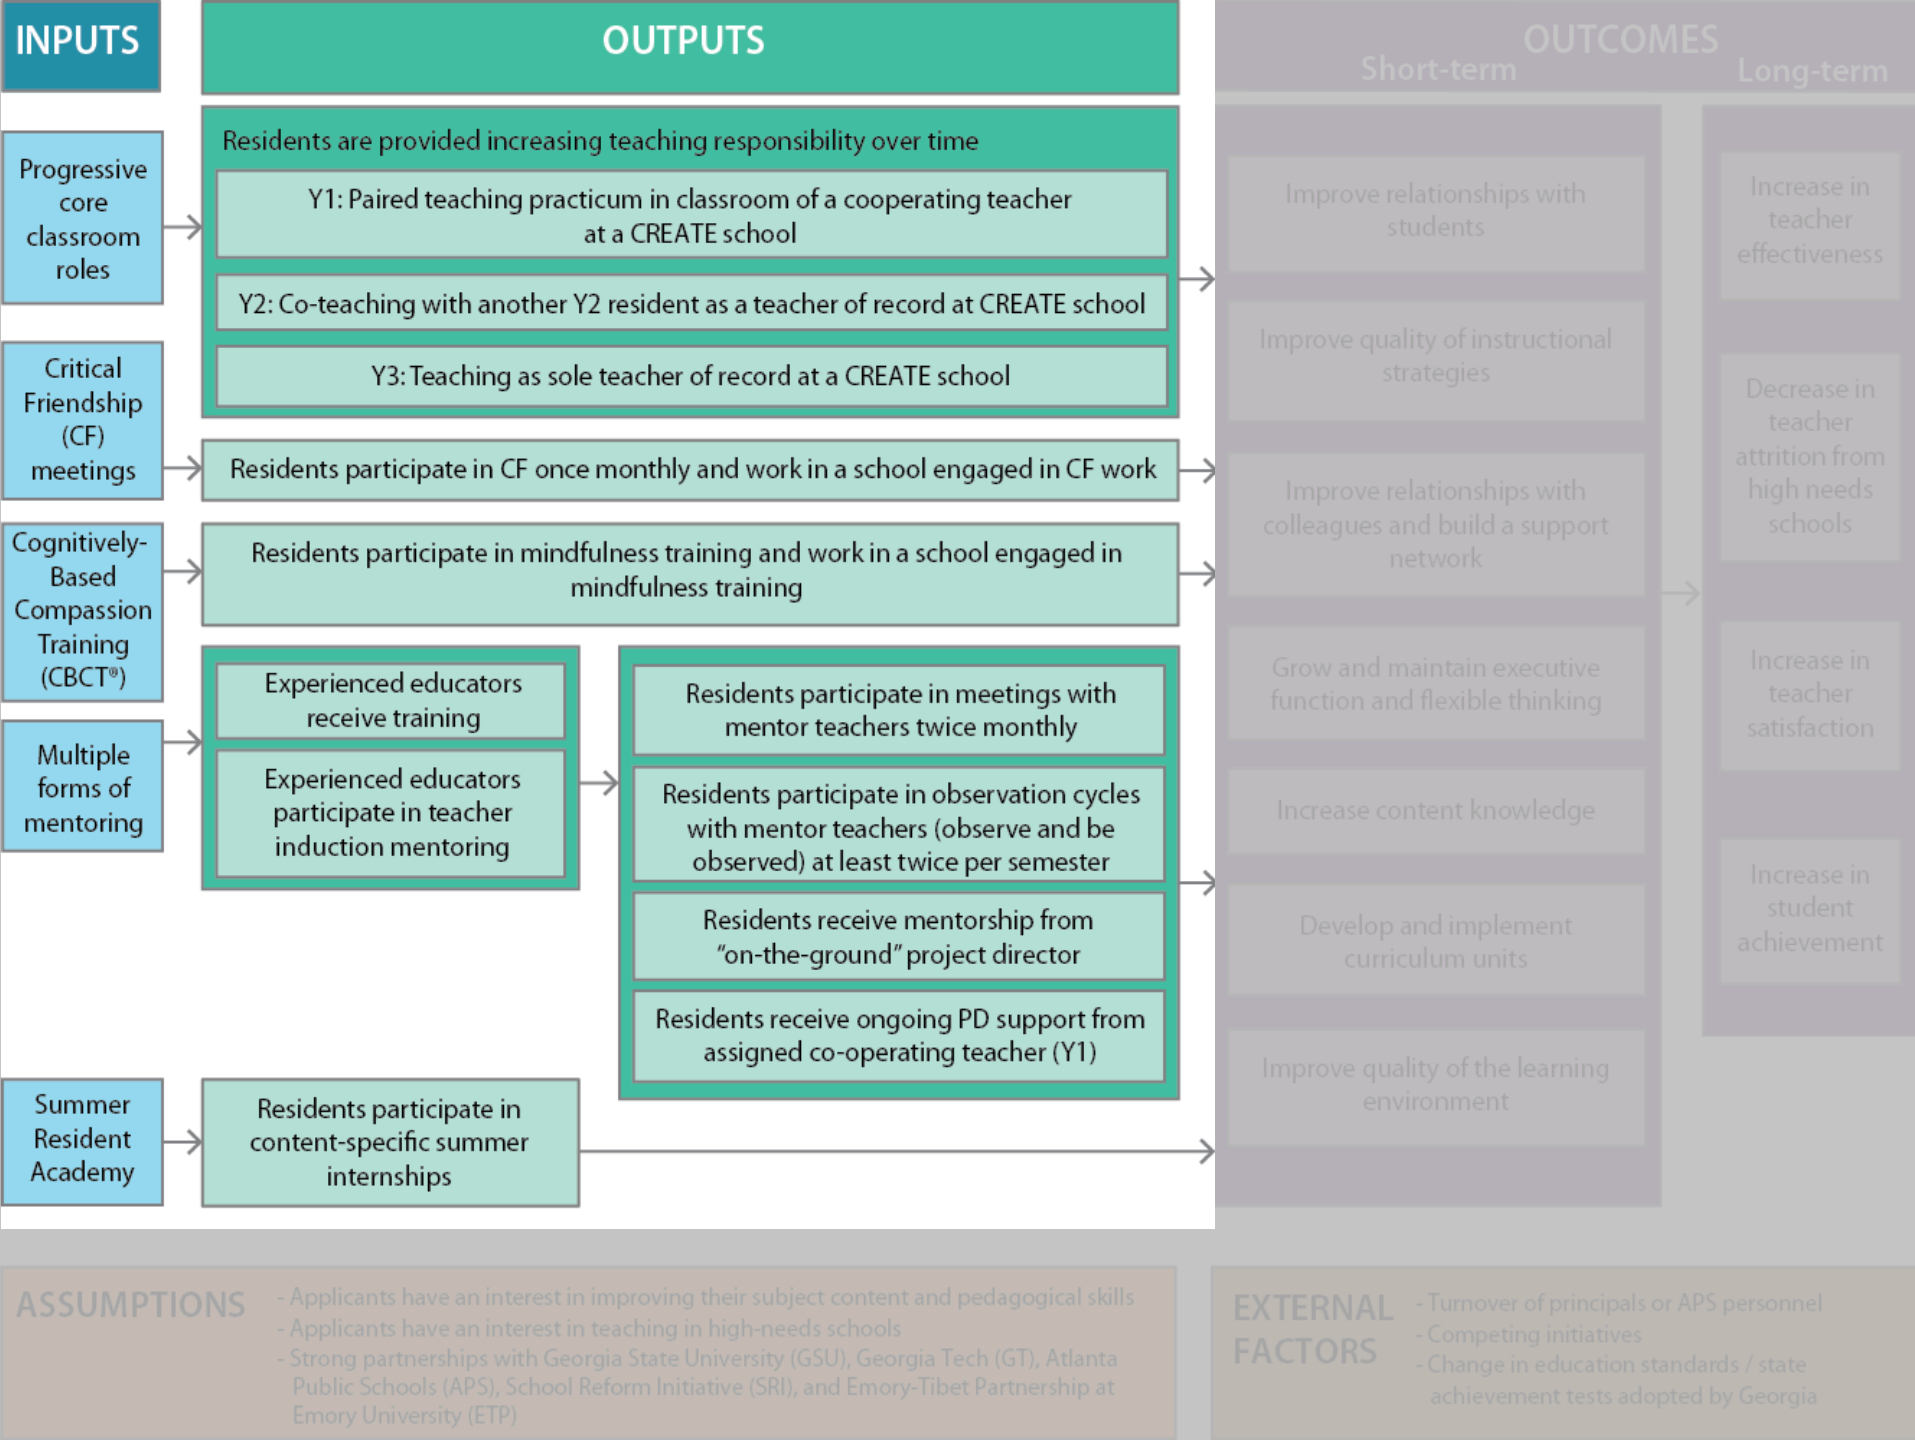 INPUTS
OUTPUTS
OUTCOMES
Short-term
Long-term
Progressive
core
classroom
roles
Residents are provided increasing teaching responsibility over time
Y1: Paired teaching practicum in classroom of a cooperating teacher
at a CREATE school
Y2: Co-teaching with another Y2 resident as a teacher of record at CREATE school
Y3: Teaching as sole teacher of record at a CREATE school
Critical
Friendship
(CF)
meetings
Residents participate in CF once monthly and work in a school engaged in CF work
Cognitively-
Based
Compassion
Training
(CBCT®)
Residents participate in mindfulness training and work in a school engaged in
mindfulness training
Multiple
forms of
mentoring
Experienced educators
receive training
Experienced educators
participate in teacher
induction mentoring
Residents participate in meetings with
mentor teachers twice monthly
Residents participate in observation cycles
with mentor teachers (observe and be
observed) at least twice per semester
Residents receive mentorship from
“on-the-ground” project director
Residents receive ongoing PD support from
assigned co-operating teacher (Y1)
Summer
Resident
Academy
Residents participate in
content-specific summer
internships
Improve relationships with
students
Improve quality of instructional
strategies
Improve relationships with
colleagues and build a support
network
Grow and maintain executive
function and flexible thinking
Increase content knowledge
Develop and implement
curriculum units
Improve quality of the learning
environment
Increase in
teacher
effectiveness
Decrease in
teacher
attrition from
high needs
schools
Increase in
teacher
satisfaction
Increase in
student
achievement
ASSUMPTIONS
- Applicants have an interest in improving their subject content and pedagogical skills
- Applicants have an interest in teaching in high-needs schools
- Strong partnerships with Georgia State University (GSU), Georgia Tech (GT), Atlanta
Public Schools (APS), School Reform Initiative (SRI), and Emory-Tibet Partnership at
Emory University (ETP)
EXTERNAL
FACTORS
- Turnover of principals or APS personnel
- Competing initiatives
- Change in education standards / state
achievement tests adopted by Georgia